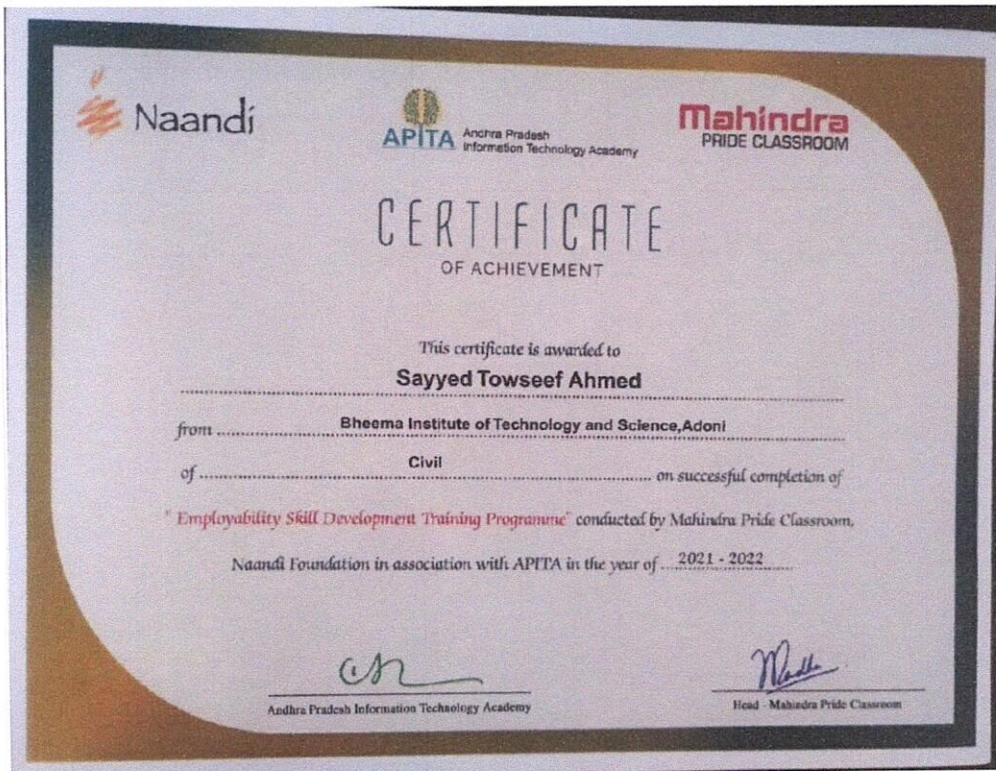 Naandi
APITA Andhra Pradesh
Information Technology Academy
Mahindra
PRIDE CLASSROOM
CERTIFICATE
OF ACHIEVEMENT
This certificate is awarded to
Sayyed Towseef Ahmed
from Bheema Institute of Technology and Science,Adoni
of Civil on successful completion of
" Employability Skill Development Training Programme" conducted by Mahindra Pride Classroom,
Naandi Foundation in association with APITA in the year of 2021 - 2022
Andhra Pradesh Information Technology Academy
Head - Mahindra Pride Classroom